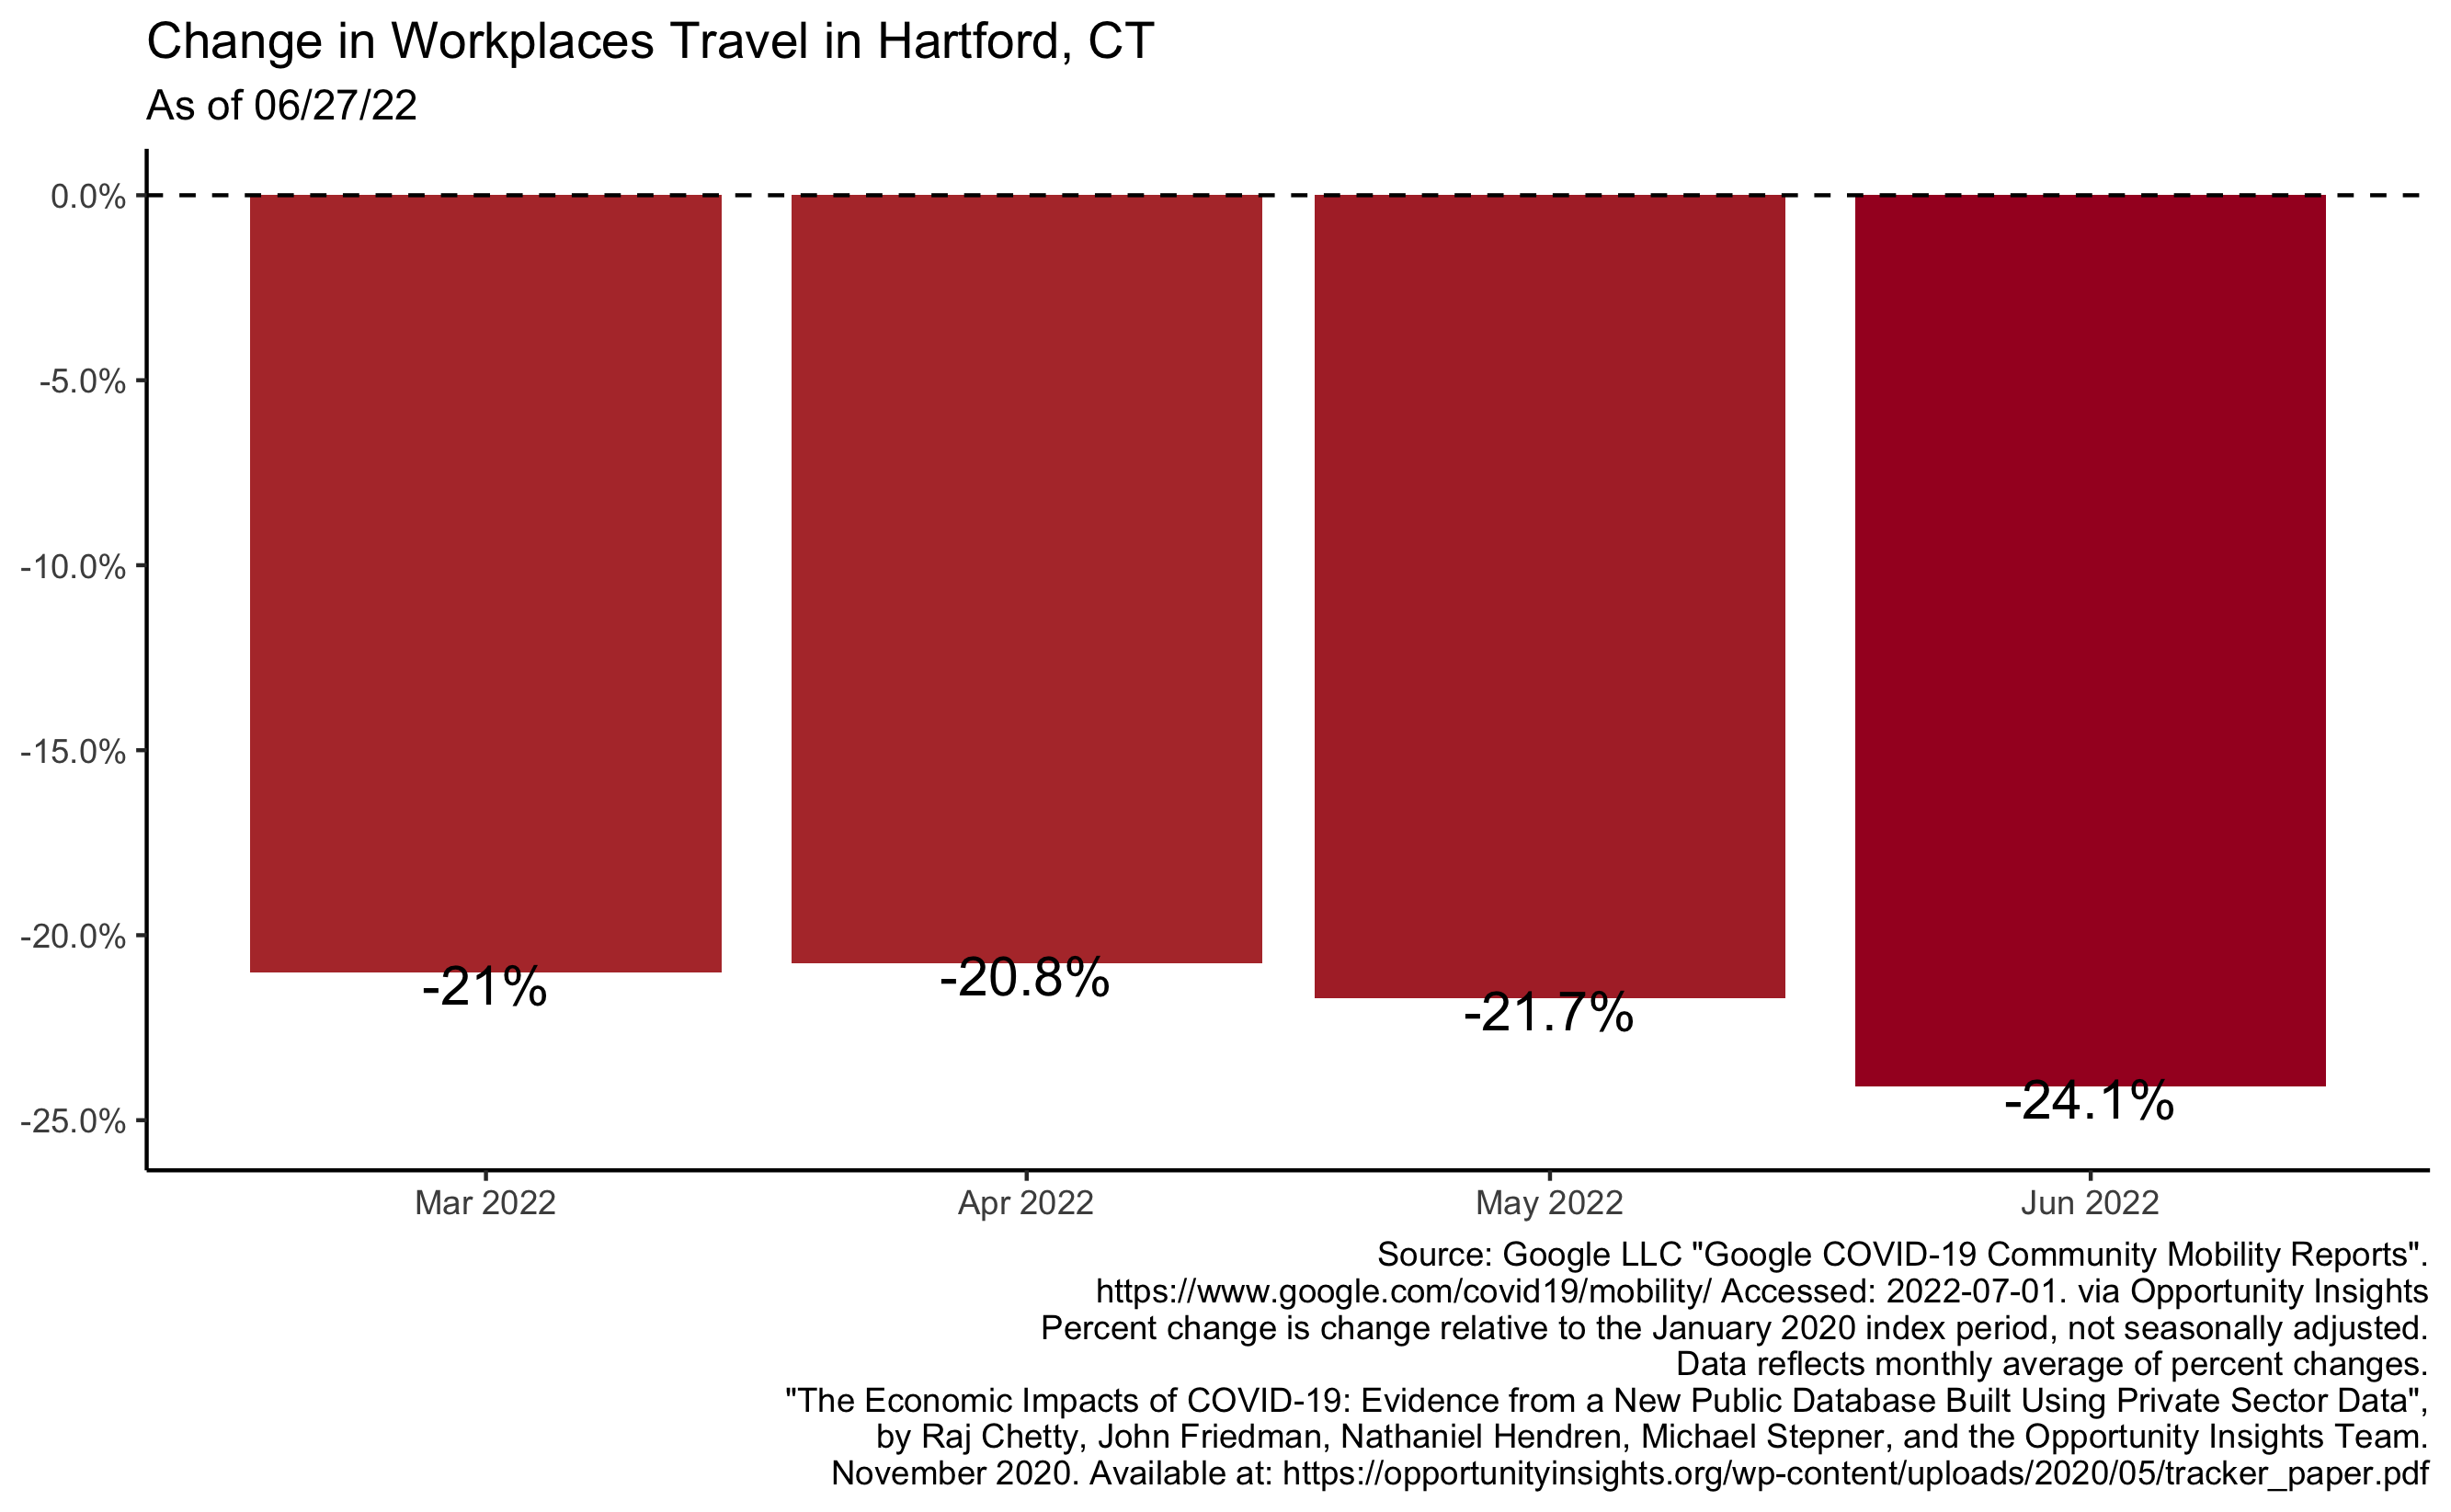 Change in Workplaces Travel in Hartford, CT
As of 06/27/22
0.0%
-5.0%
-10.0%
-15.0%
-20.0%
-25.0%
-21%
-20.8%
-21.7%
-24.1%
Mar 2022
Apr 2022
May 2022
Jun 2022
Source: Google LLC "Google COVID-19 Community Mobility Reports".
https://www.google.com/covid19/mobility/ Accessed: 2022-07-01. via Opportunity Insights
Percent change is change relative to the January 2020 index period, not seasonally adjusted.
Data reflects monthly average of percent changes.
"The Economic Impacts of COVID-19: Evidence from a New Public Database Built Using Private Sector Data",
by Raj Chetty, John Friedman, Nathaniel Hendren, Michael Stepner, and the Opportunity Insights Team.
November 2020. Available at: https://opportunityinsights.org/wp-content/uploads/2020/05/tracker_paper.pdf